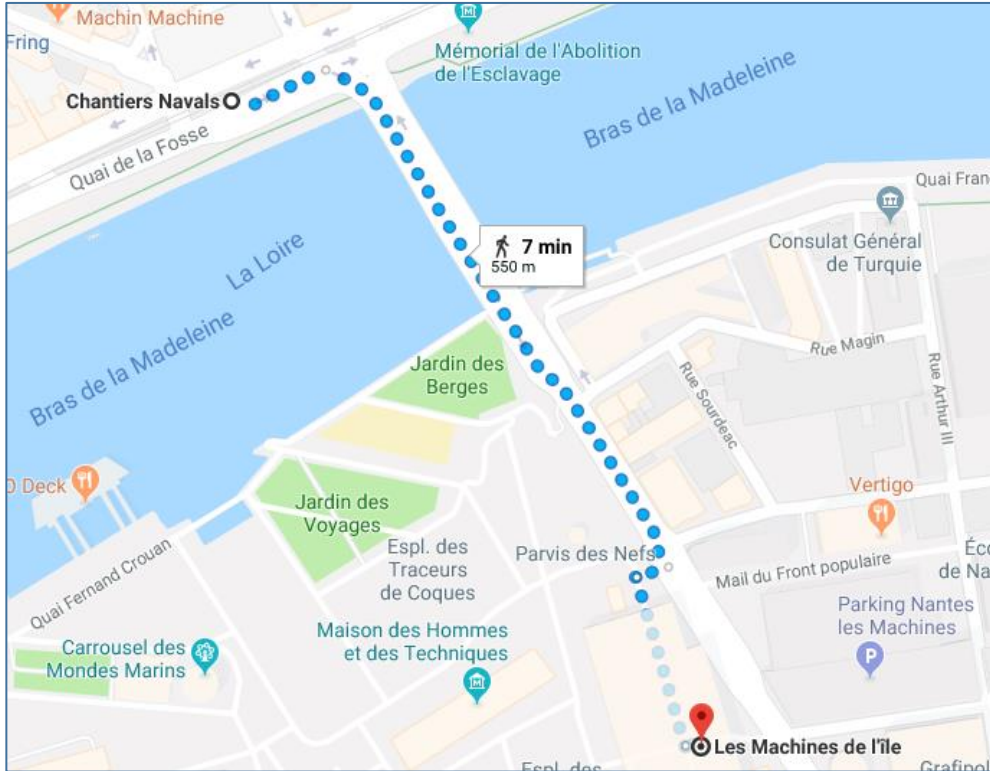 Machin Machine
Fring
Mémorial de l'Abolition
de l'Esclavage
Chantiers Navals
Quai de la Fosse
Bras de la Madeleine
Quai Fran
Consulat Général
de Turquie
7 min
550 m
La Loire
Bras de la Madeleine
Jardin des
Berges
Rue Magin
Rue Sourdeac
Rue Arthur III
O Deck
Vertigo
Jardin des
Voyages
Espl. des
Traceurs
de Coques
Parvis des Nefs
Mail du Front populaire
Éco
de Na
Quai Fernand Crouan
Parking Nantes
les Machines
P
Carrousel des
Mondes Marins
Maison des Hommes
et des Techniques
Les Machines de l'île
Espl. des
Grafipol